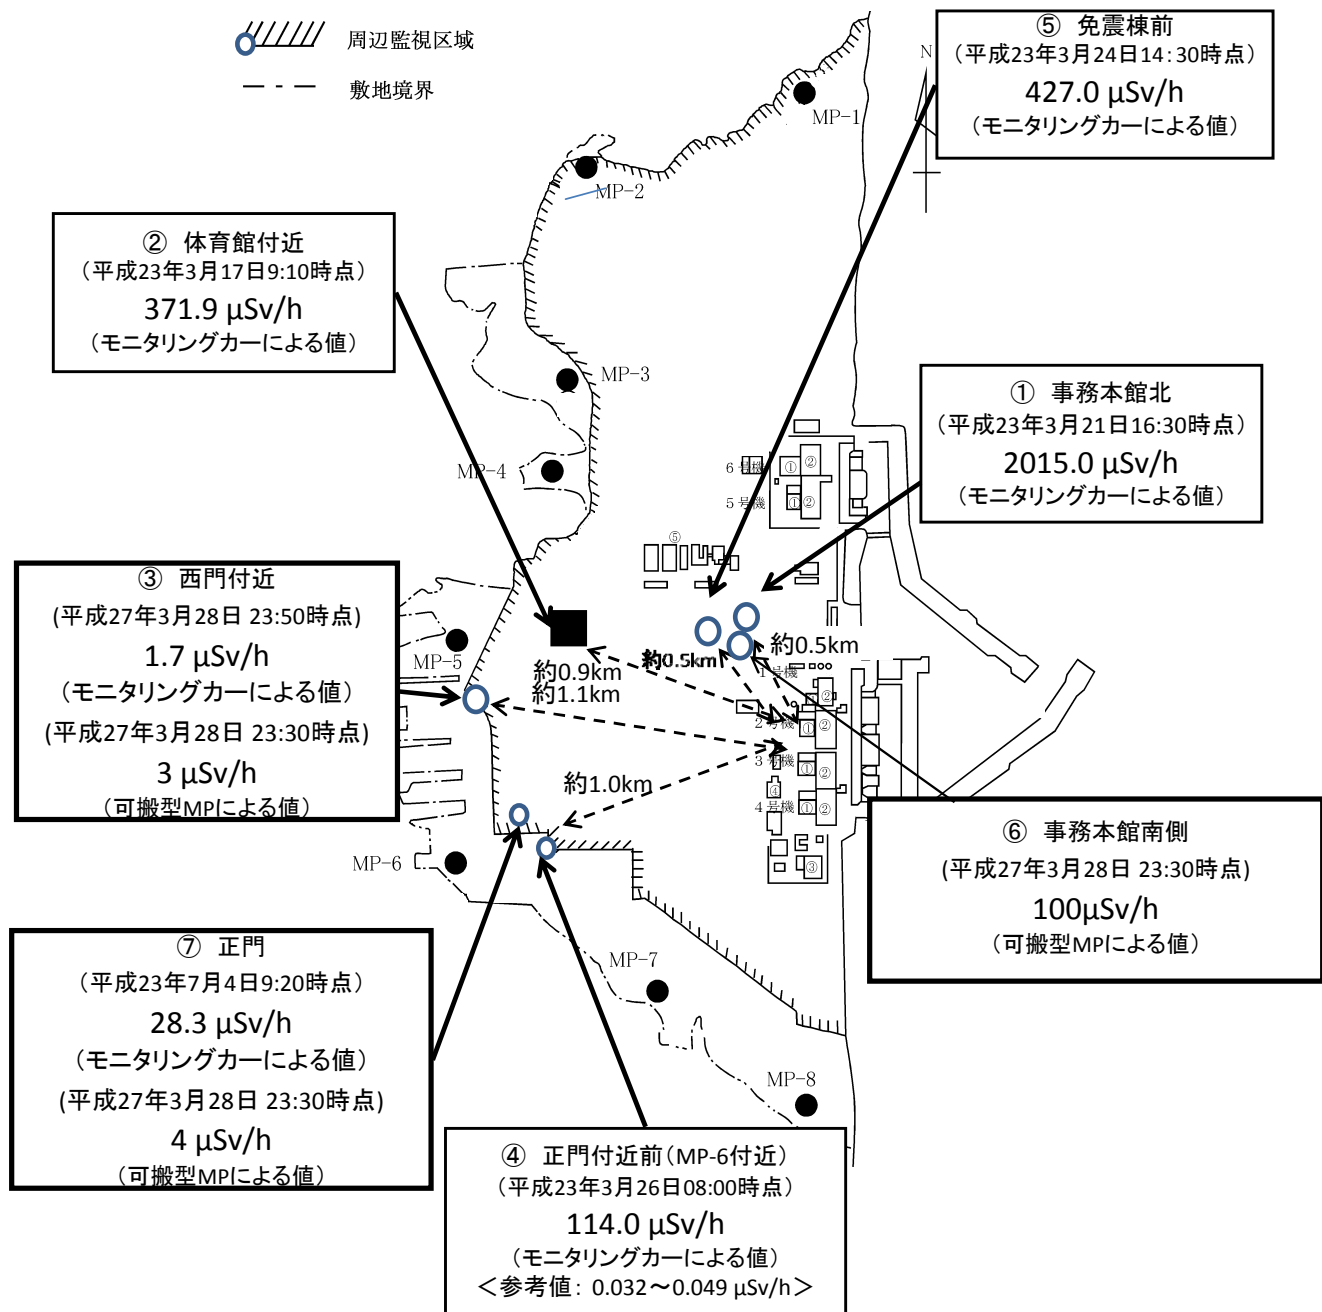 周辺監視区域
敷地境界
⑤ 免震棟前
（平成23年3月24日14：30時点）
427.0 μSv/h
（モニタリングカーによる値）
N
MP-1
MP-2
② 体育館付近
（平成23年3月17日9:10時点）
371.9 μSv/h
（モニタリングカーによる値）
MP-3
MP-4
① 事務本館北
（平成23年3月21日16:30時点）
2015.0 μSv/h
（モニタリングカーによる値）
6号機
①
②
5号機
①
②
⑤
③ 西門付近
(平成27年3月28日 23:50時点)
1.7 μSv/h
（モニタリングカーによる値）
(平成27年3月28日 23:30時点)
3 μSv/h
（可搬型MPによる値）
MP-5
約0.9km
約1.1km
約0.5km
約0.5km
1号機
②
2号機
①
②
3号機
①
②
④
4号機
①
②
③
約1.0km
MP-6
⑥ 事務本館南側
(平成27年3月28日 23:30時点)
100μSv/h
（可搬型MPによる値）
⑦ 正門
（平成23年7月4日9:20時点）
28.3 μSv/h
（モニタリングカーによる値）
(平成27年3月28日 23:30時点)
4 μSv/h
（可搬型MPによる値）
MP-7
MP-8
④ 正門付近前（MP-6付近）
（平成23年3月26日08:00時点）
114.0 μSv/h
（モニタリングカーによる値）
＜参考値： 0.032～0.049 μSv/h＞